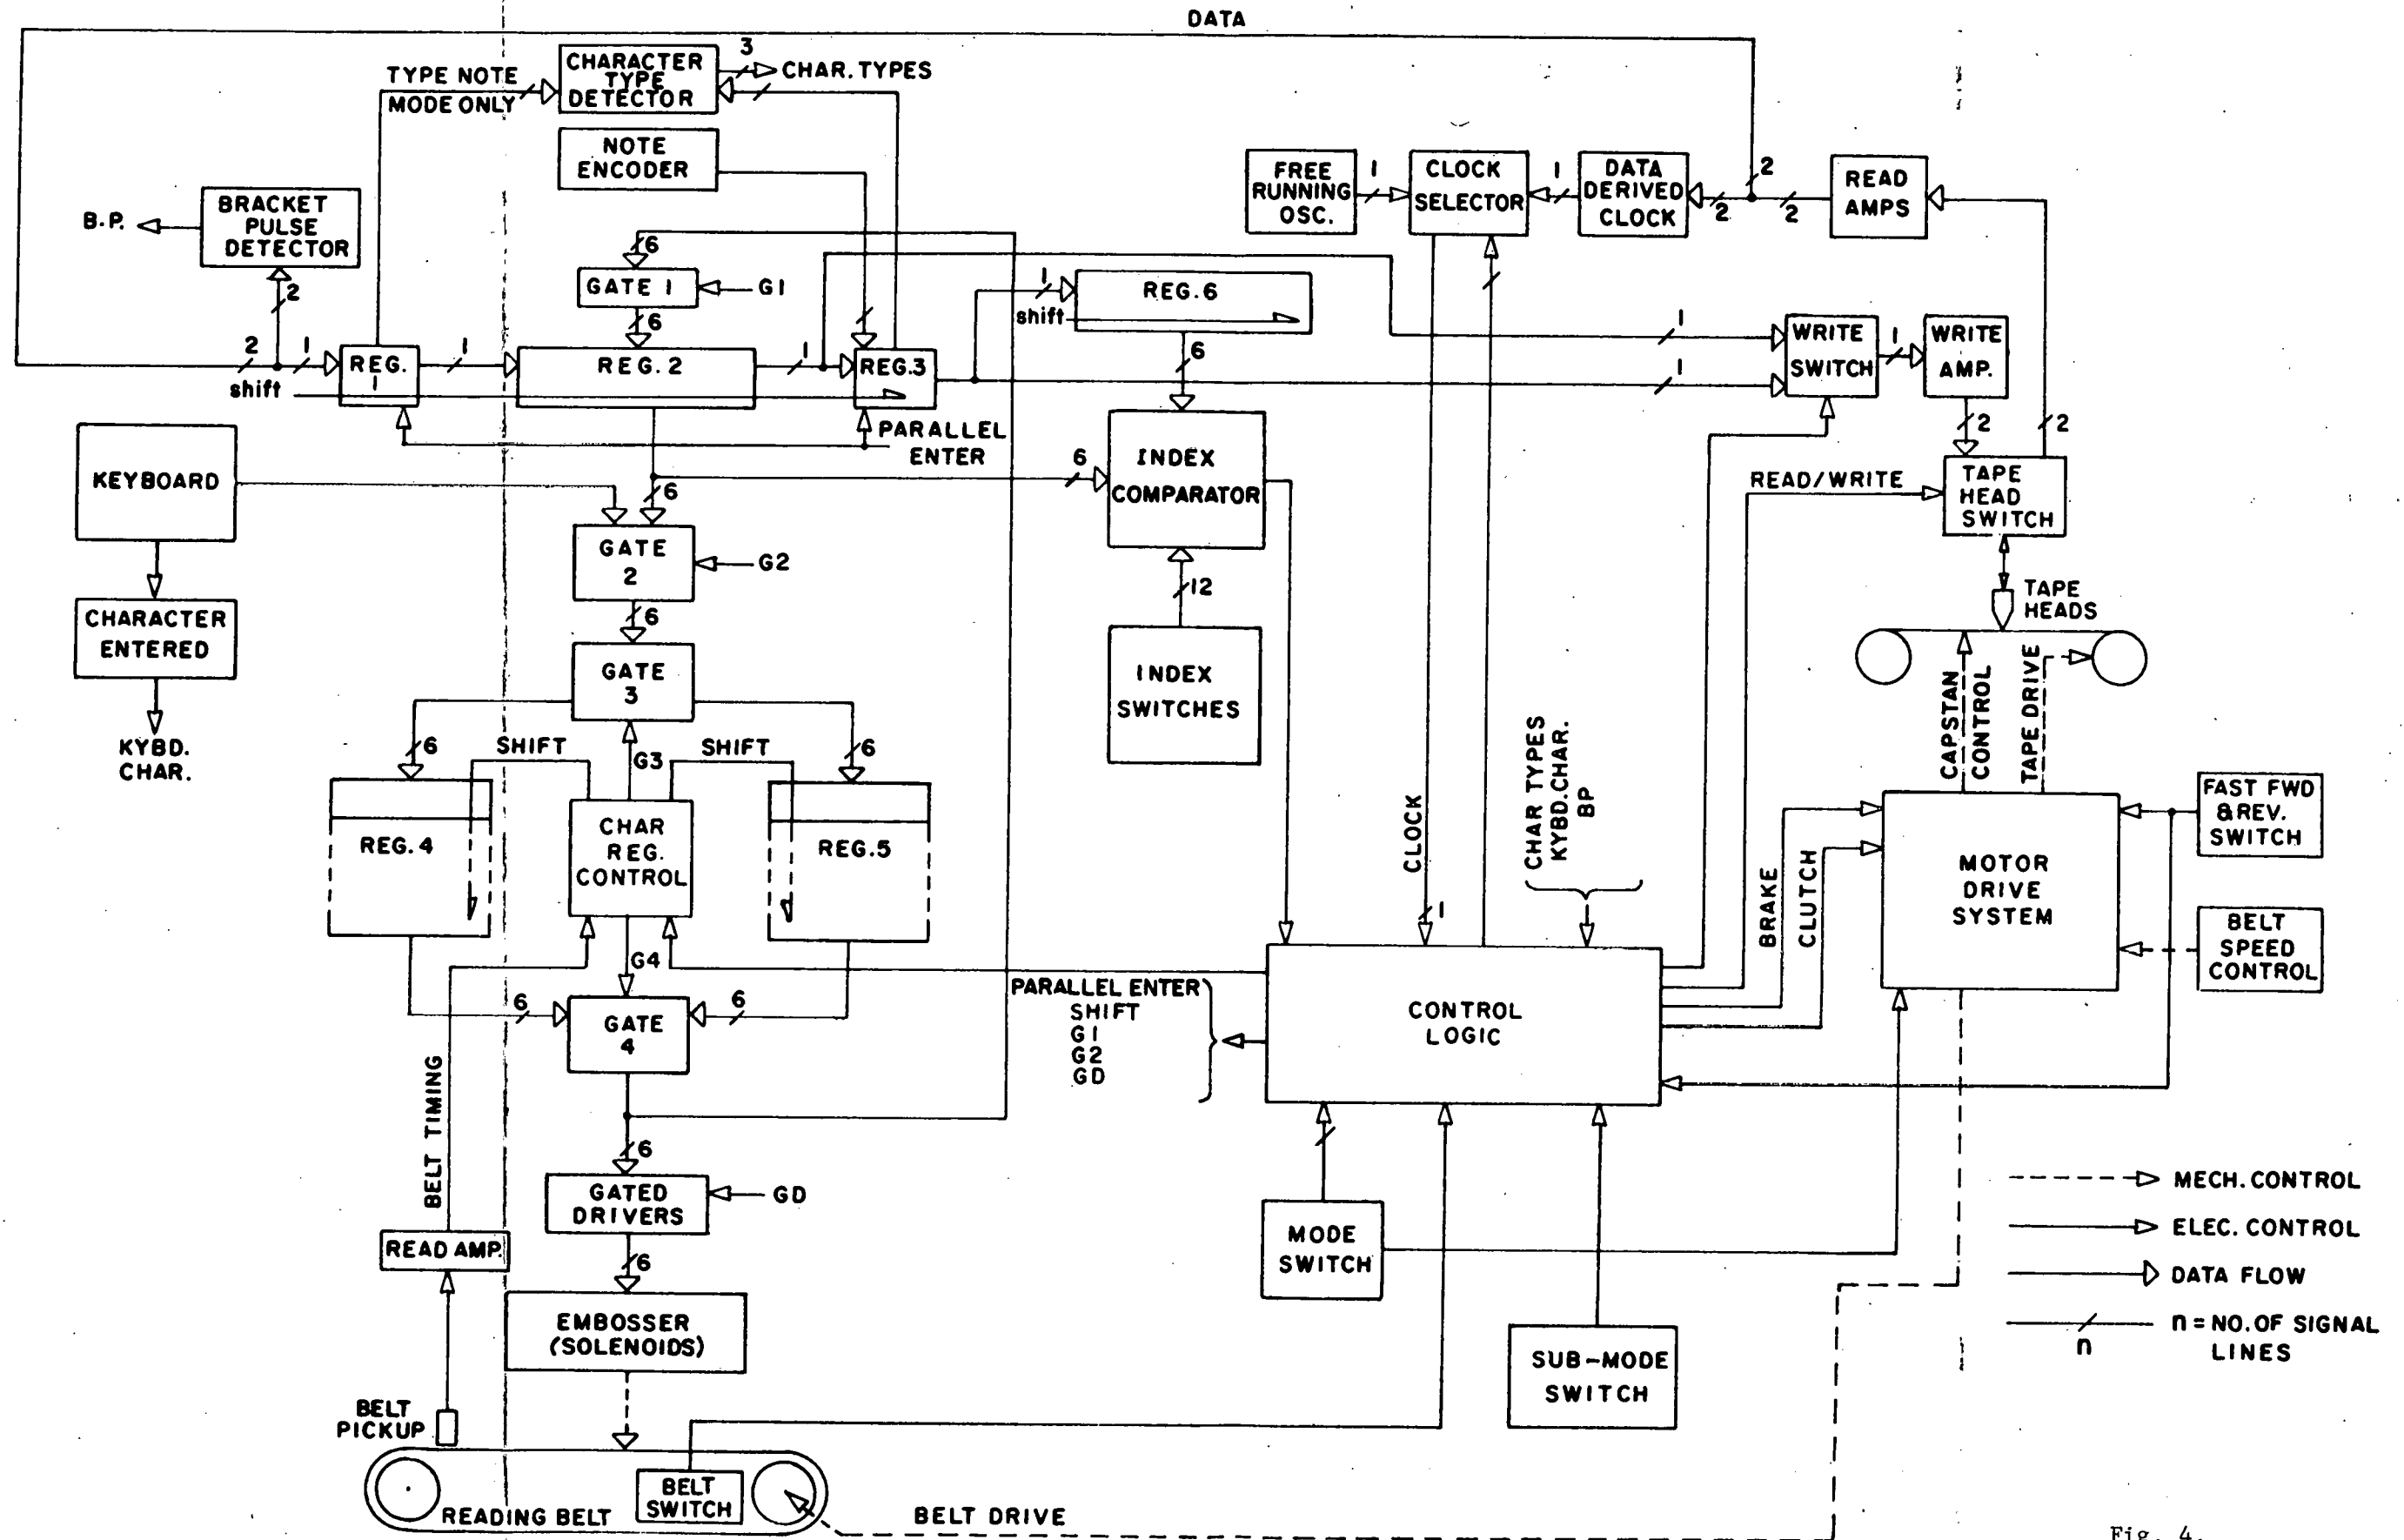 DATA
3
CHARACTER
TYPE
DETECTOR
CHAR. TYPES
TYPE NOTE
MODE ONLY
NOTE
ENCODER
FREE
RUNNING
OSC.
1
CLOCK
SELECTOR
1
DATA
DERIVED
CLOCK
2
2
2
READ
AMPS
B.P.
BRACKET
PULSE
DETECTOR
2
6
GATE 1
G1
6
1
REG. 6
shift
6
2
1
shift
REG.
1
1
REG. 2
1
REG.3
1
1
WRITE
SWITCH
1
WRITE
AMP.
2
2
PARALLEL
ENTER
KEYBOARD
6
6
INDEX
COMPARATOR
READ/WRITE
TAPE
HEAD
SWITCH
GATE
2
G2
12
TAPE
HEADS
CHARACTER
ENTERED
6
GATE
3
INDEX
SWITCHES
KYBD.
CHAR.
6
SHIFT
G3
SHIFT
6
CAPSTAN
CONTROL
TAPE DRIVE
REG. 4
CHAR
REG.
CONTROL
REG.5
CLOCK
1
CHAR TYPES
KYBD.CHAR.
BP
BRAKE
CLUTCH
MOTOR
DRIVE
SYSTEM
FAST FWD
& REV.
SWITCH
BELT
SPEED
CONTROL
G4
6
6
GATE
4
PARALLEL ENTER
SHIFT
G1
G2
GD
CONTROL
LOGIC
BELT TIMING
6
GATED
DRIVERS
GD
READ AMP.
6
MODE
SWITCH
EMBOSSER
(SOLENOIDS)
SUB-MODE
SWITCH
MECH. CONTROL
ELEC. CONTROL
DATA FLOW
n
n = NO. OF SIGNAL
LINES
BELT
PICKUP
READING BELT
BELT
SWITCH
BELT DRIVE
Fig. 4.